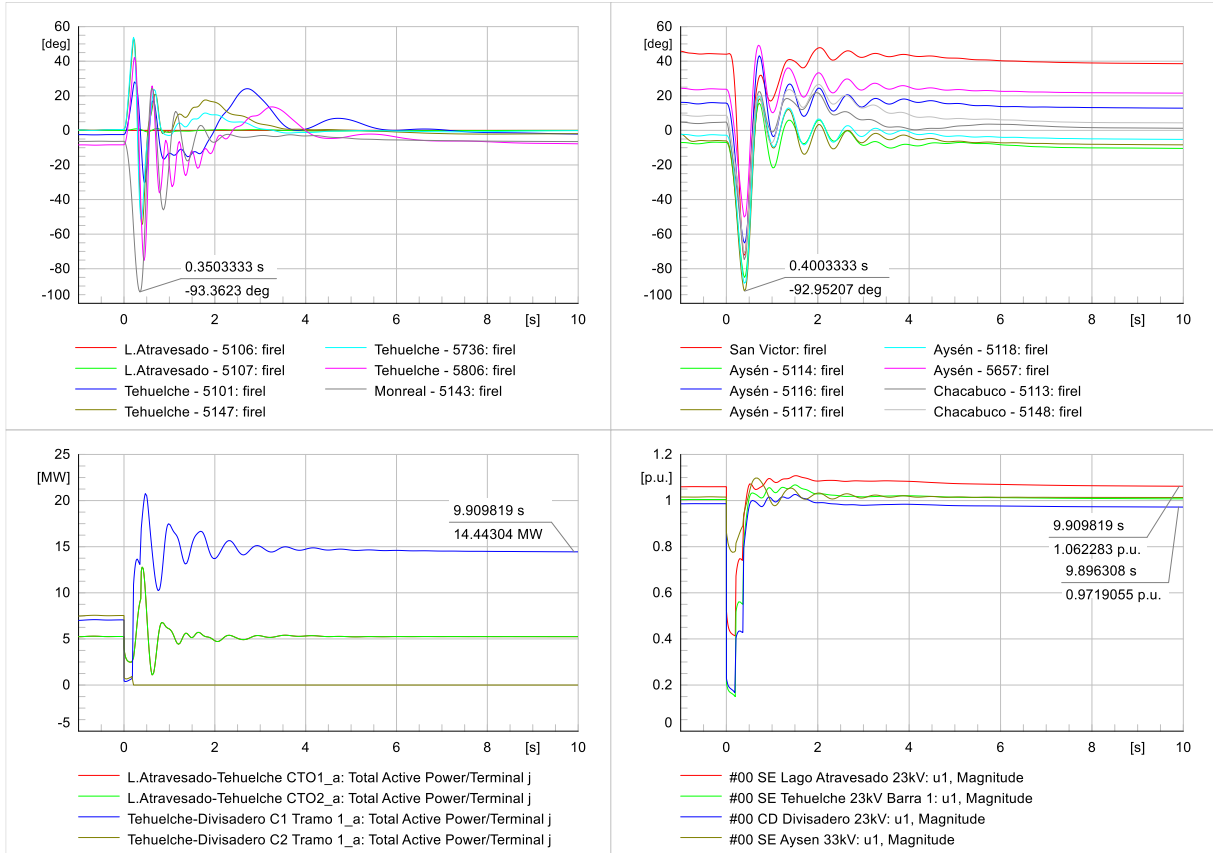 60
[deg]
40
20
0
-20
-40
-60
-80
-100
0.3503333 s
-93.3623 deg
0 2 4 6 8 [s] 10
L.Atravesado - 5106: firel
L.Atravesado - 5107: firel
Tehuelche - 5101: firel
Tehuelche - 5147: firel
Tehuelche - 5736: firel
Tehuelche - 5806: firel
Monreal - 5143: firel
60
[deg]
40
20
0
-20
-40
-60
-80
-100
0.4003333 s
-92.95207 deg
0 2 4 6 8 [s] 10
San Victor: firel
Aysén - 5114: firel
Aysén - 5116: firel
Aysén - 5117: firel
Aysén - 5118: firel
Aysén - 5657: firel
Chacabuco - 5113: firel
Chacabuco - 5148: firel
25
[MW]
20
15
10
5
0
-5
9.909819 s
14.44304 MW
0 2 4 6 8 [s] 10
L.Atravesado-Tehuelche CTO1_a: Total Active Power/Terminal j
L.Atravesado-Tehuelche CTO2_a: Total Active Power/Terminal j
Tehuelche-Divisadero C1 Tramo 1_a: Total Active Power/Terminal j
Tehuelche-Divisadero C2 Tramo 1_a: Total Active Power/Terminal j
1.2
[p.u.]
1
0.8
0.6
0.4
0.2
0
9.909819 s
1.062283 p.u.
9.896308 s
0.9719055 p.u.
0 2 4 6 8 [s] 10
#00 SE Lago Atravesado 23kV: u1, Magnitude
#00 SE Tehuelche 23kV Barra 1: u1, Magnitude
#00 CD Divisadero 23kV: u1, Magnitude
#00 SE Aysen 33kV: u1, Magnitude